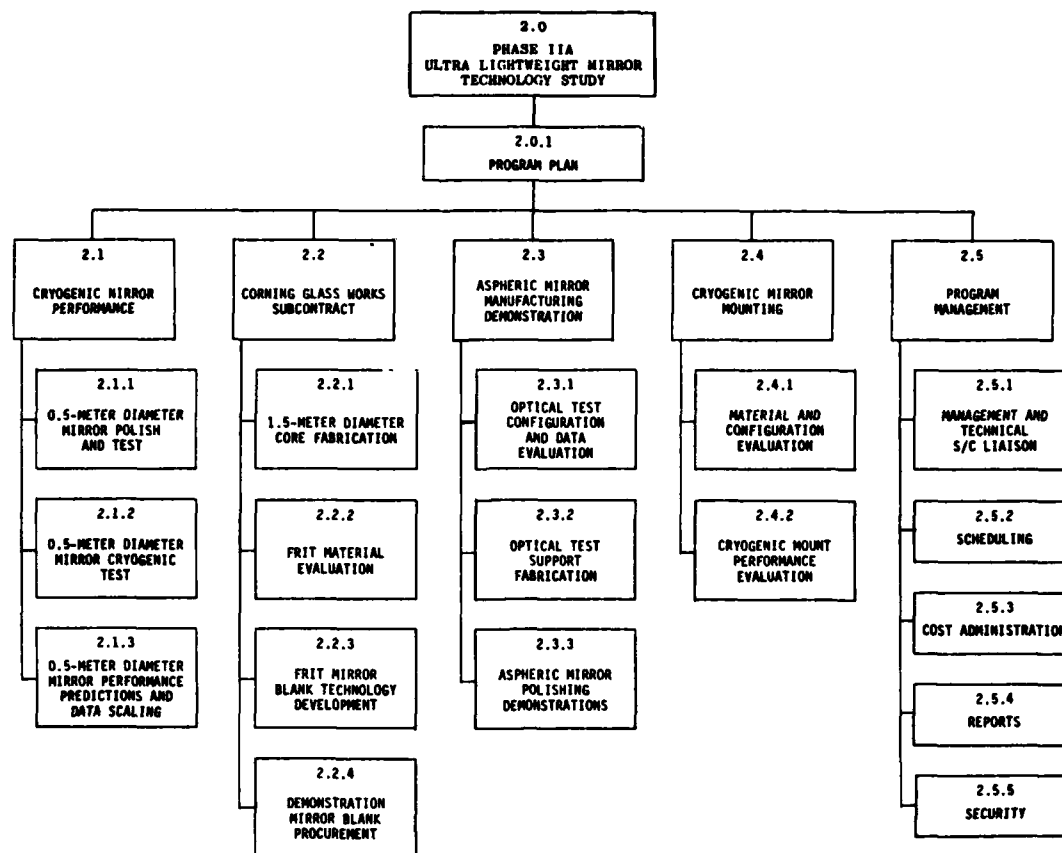 2.0
PHASE IIA
ULTRA LIGHTWEIGHT MIRROR
TECHNOLOGY STUDY
2.0.1
PROGRAM PLAN
2.1
CRYOGENIC NIRROR
PERFORMANCE
2.2
CORNING GLASS WORKS
SUBCONTRACT
2.3
ASPHERIC MIRROR
MANUFACTURING
DEMONSTRATION
2.4
CRYOGENIC MIRROR
MOUNTING
2.5
PROGRAM
MANAGEMENT
2.1.1
0.5-METER DIAMETER
MIRROR POLISH
AND TEST
2.1.2
0.5-METER DIAMETER
MIRROR CRYOGENIC
TEST
2.1.3
0.5-METER DIAMETER
MIRROR PERFORMANCE
PREDICTIONS AND
DATA SCALING
2.2.1
1.5-METER DIAMETER
CORE FABRICATION
2.2.2
FRIT MATERIAL
EVALUATION
2.2.3
FRIT MIRROR
BLANK TECHNOLOGY
DEVELOPMENT
2.2.4
DEMONSTRATION
MIRROR BLANK
PROCUREMENT
2.3.1
OPTICAL TEST
CONFIGURATION
AND DATA
EVALUATION
2.3.2
OPTICAL TEST
SUPPORT
FABRICATION
2.3.3
ASPHERIC MIRROR
POLISHING
DEMONSTRATIONS
2.4.1
MATERIAL AND
CONFIGURATION
EVALUATION
2.4.2
CRYOGENIC MOUNT
PERFORMANCE
EVALUATION
2.5.1
MANAGEMENT AND
TECHNICAL
S/C LIAISON
2.5.2
SCHEDULING
2.5.3
COST ADMINISTRATION
2.5.4
REPORTS
2.5.5
SECURITY